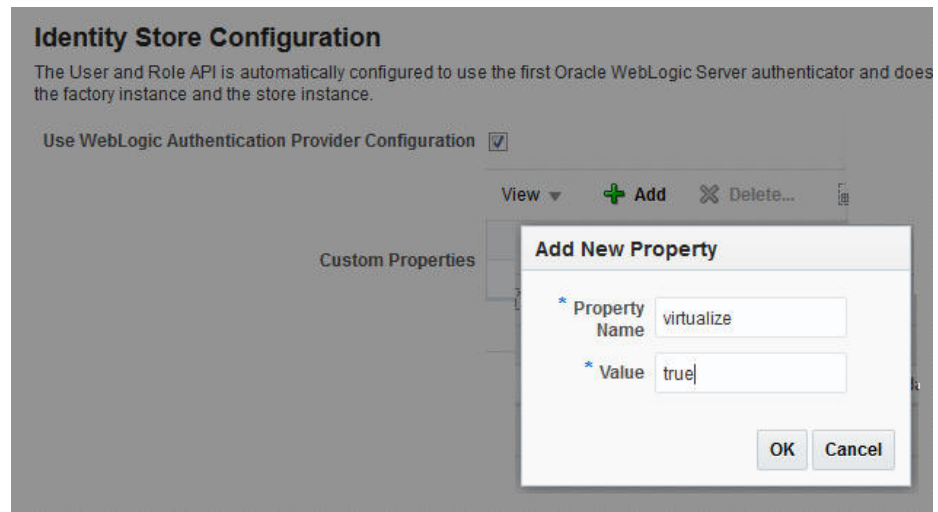 Identity Store Configuration
The User and Role API is automatically configured to use the first Oracle WebLogic Server authenticator and does
the factory instance and the store instance.
Use WebLogic Authentication Provider Configuration
View
Add
Delete...
Custom Properties
Add New Property
* Property
Name
virtualize
* Value
true
OK
Cancel